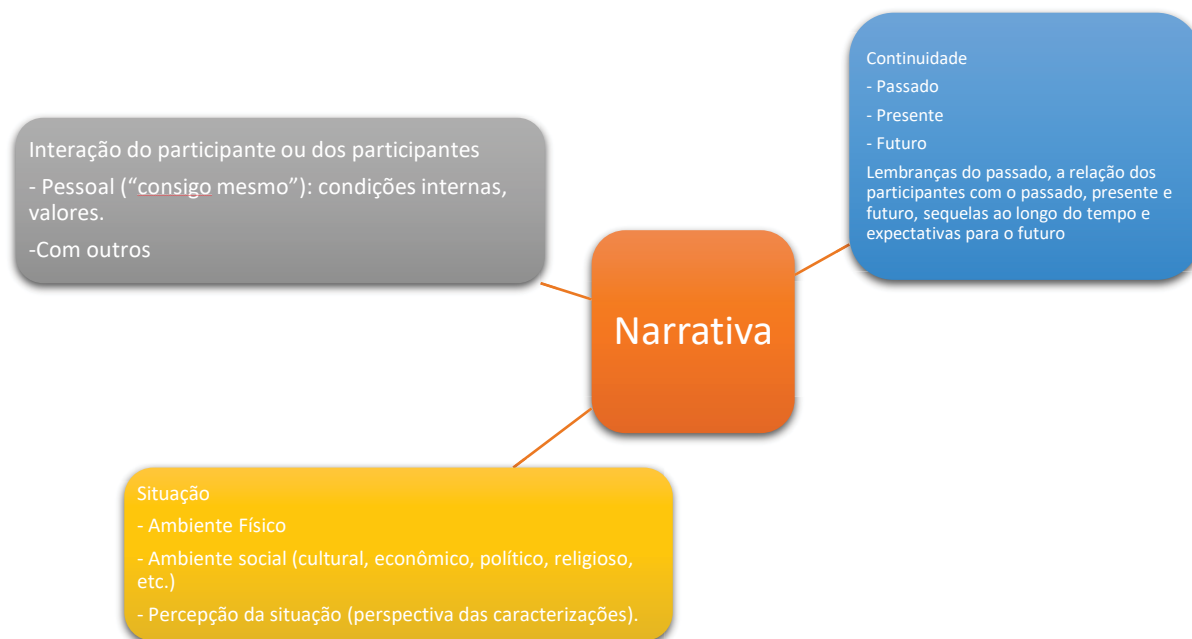 Interação do participante ou dos participantes
- Pessoal (“consigo mesmo”): condições internas,
valores.
-Com outros
Continuidade
- Passado
- Presente
- Futuro
Lembranças do passado, a relação dos
participantes com o passado, presente e
futuro, sequelas ao longo do tempo e
expectativas para o futuro
Narrativa
Situação
- Ambiente Físico
- Ambiente social (cultural, econômico, político, religioso,
etc.)
- Percepção da situação (perspectiva das caracterizações).